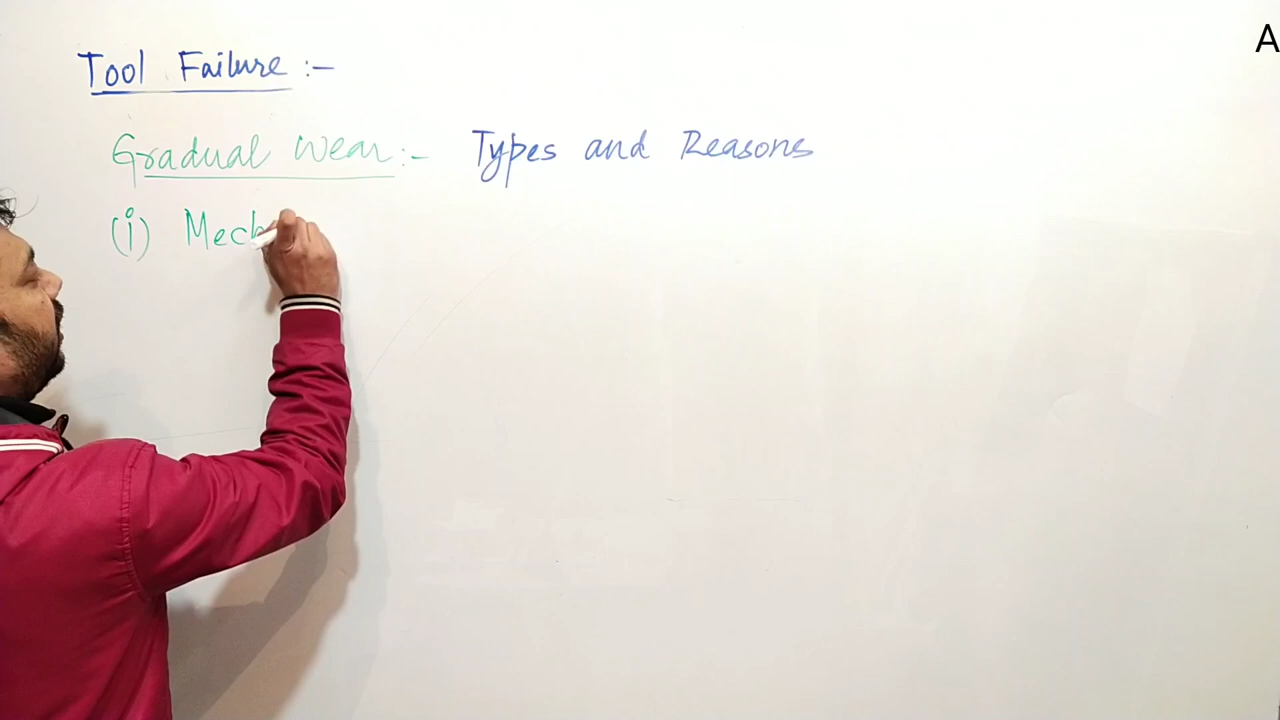 Tool Failure :-
Gradual Wear :- Types and Reasons
(i) Mech
A